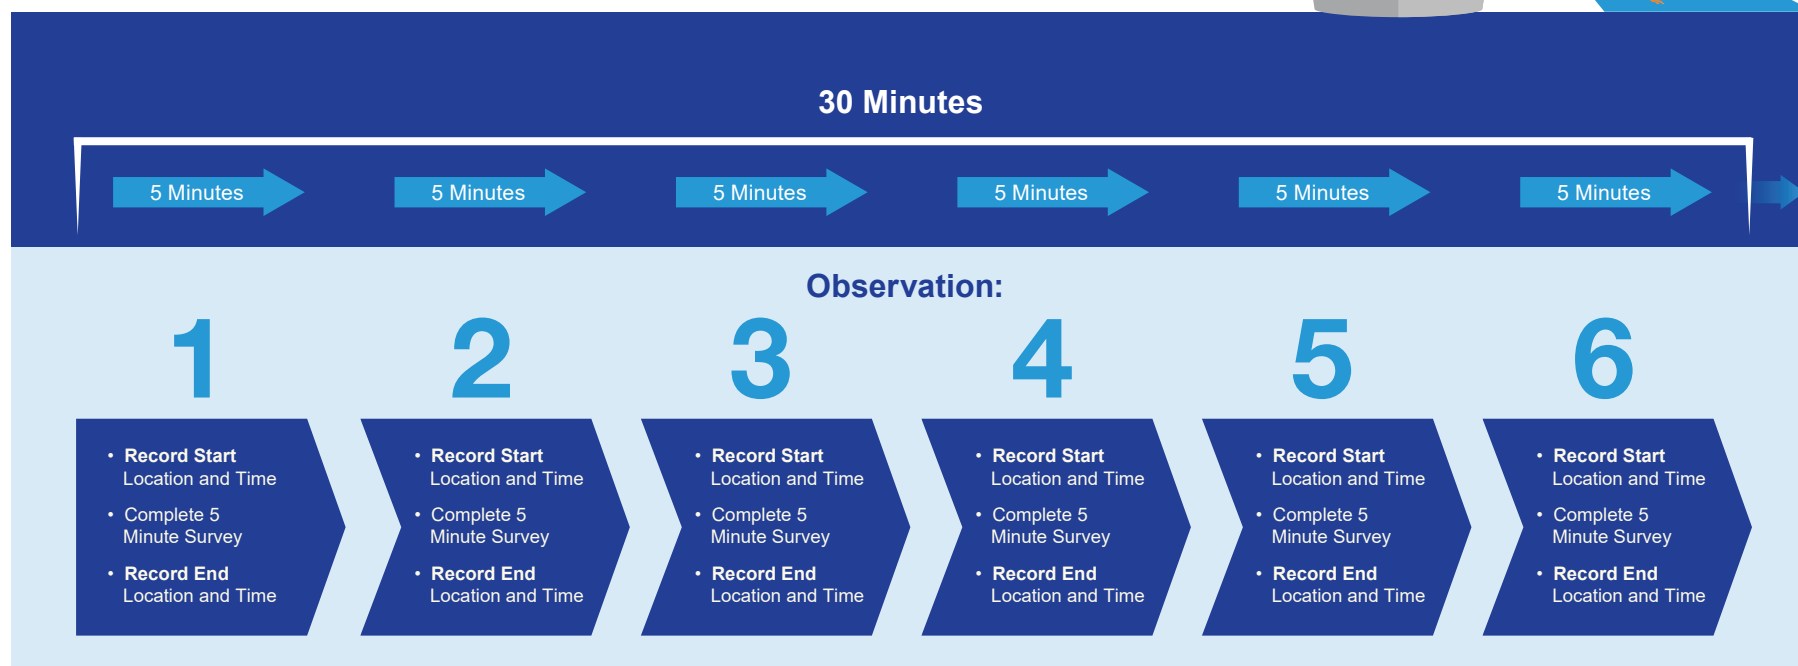 30 Minutes
5 Minutes
5 Minutes
5 Minutes
5 Minutes
5 Minutes
5 Minutes
Observation:
1
2
3
4
5
6
• Record Start
Location and Time
• Complete 5
Minute Survey
• Record End
Location and Time
• Record Start
Location and Time
• Complete 5
Minute Survey
• Record End
Location and Time
• Record Start
Location and Time
• Complete 5
Minute Survey
• Record End
Location and Time
• Record Start
Location and Time
• Complete 5
Minute Survey
• Record End
Location and Time
• Record Start
Location and Time
• Complete 5
Minute Survey
• Record End
Location and Time
• Record Start
Location and Time
• Complete 5
Minute Survey
• Record End
Location and Time